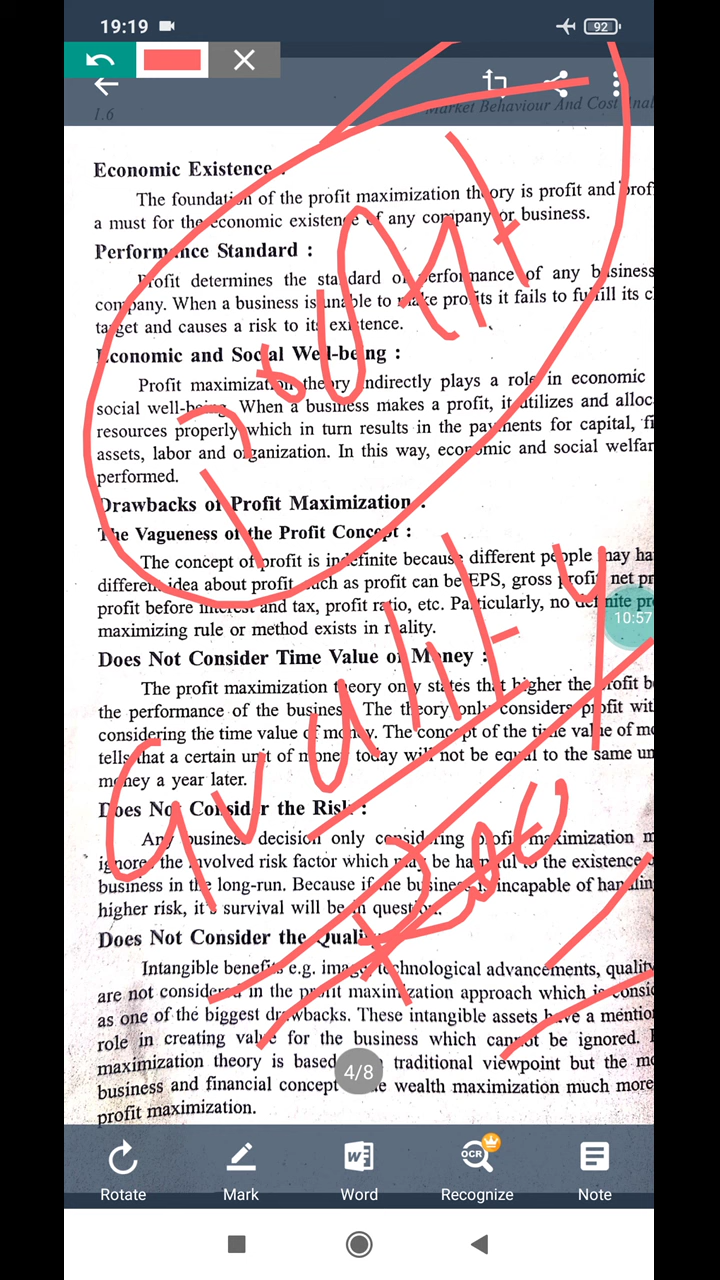 19:19 92
1.6 Market Behaviour And Cost Anal
Economic Existence :
The foundation of the profit maximization theory is profit and prof
a must for the economic existence of any company or business.
Performance Standard :
Profit determines the standard of performance of any business
company. When a business is unable to make profits it fails to fulfill its
target and causes a risk to its existence.
Economic and Social Well-being :
Profit maximization theory indirectly plays a role in economic
social well-being. When a business makes a profit, it utilizes and alloc
resources properly which in turn results in the payments for capital, fi
assets, labor and organization. In this way, economic and social welfar
performed.
Drawbacks of Profit Maximization :
The Vagueness of the Profit Concept :
The concept of profit is indefinite because different people may ha
different idea about profit such as profit can be EPS, gross profit, net pr
profit before interest and tax, profit ratio, etc. Particularly, no definite pr
10:57
maximizing rule or method exists in reality.
Does Not Consider Time Value of Money :
The profit maximization theory only states that higher the profit b
the performance of the business. The theory only considers profit wit
considering the time value of money. The concept of the time value of mo
tells that a certain unit of money today will not be equal to the same un
money a year later.
Does Not Consider the Risk :
Any business decision only considering profit maximization m
ignores the involved risk factor which may be harmful to the existence
business in the long-run. Because if the business is incapable of handlin
higher risk, it's survival will be in question.
Does Not Consider the Quality
Intangible benefits e.g. image, technological advancements, quality
are not considered in the profit maximization approach which is consid
as one of the biggest drawbacks. These intangible assets have a mentio
role in creating value for the business which cannot be ignored.
maximization theory is based traditional viewpoint but the mo
business and financial concept wealth maximization much more
profit maximization.
4/8
Profit
Quality
Rotate Mark Word Recognize Note
W OCR